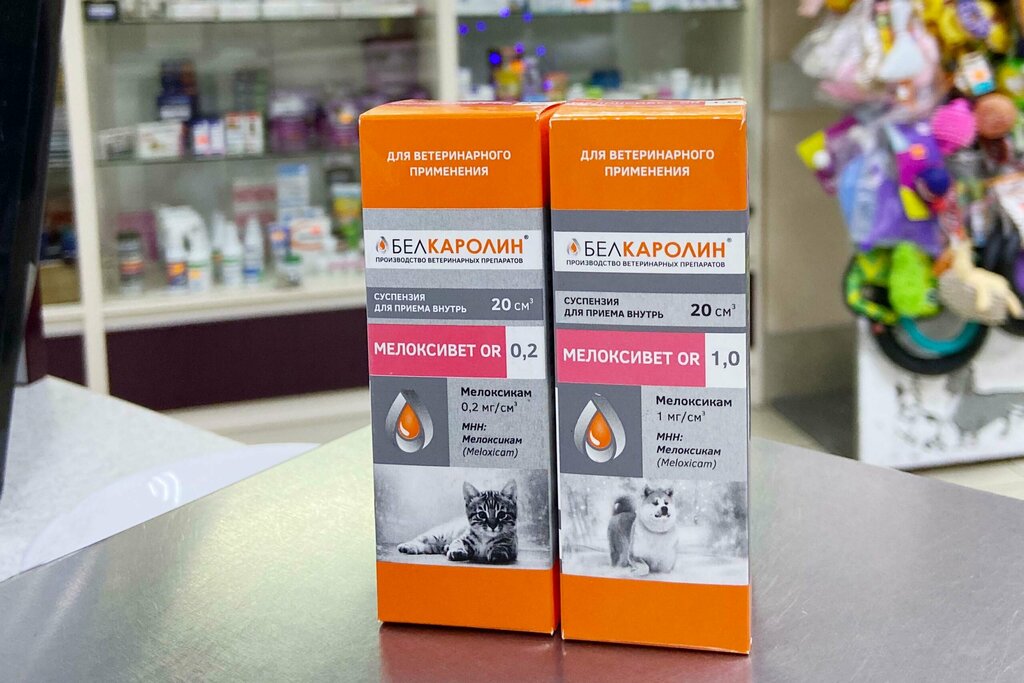 ДЛЯ ВЕТЕРИНАРНОГО
ПРИМЕНЕНИЯ
БЕЛКАРОЛИН®
ПРОИЗВОДСТВО ВЕТЕРИНАРНЫХ ПРЕПАРАТОВ
СУСПЕНЗИЯ
ДЛЯ ПРИЕМА ВНУТРЬ 20 см³
МЕЛОКСИВЕТ OR 0,2
Мелоксикам
0,2 мг/см³
МНН:
Мелоксикам
(Meloxicam)
ДЛЯ ВЕТЕРИНАРНОГО
ПРИМЕНЕНИЯ
БЕЛКАРОЛИН®
ПРОИЗВОДСТВО ВЕТЕРИНАРНЫХ ПРЕПАРАТОВ
СУСПЕНЗИЯ
ДЛЯ ПРИЕМА ВНУТРЬ 20 см³
МЕЛОКСИВЕТ OR 1,0
Мелоксикам
1 мг/см³
МНН:
Мелоксикам
(Meloxicam)